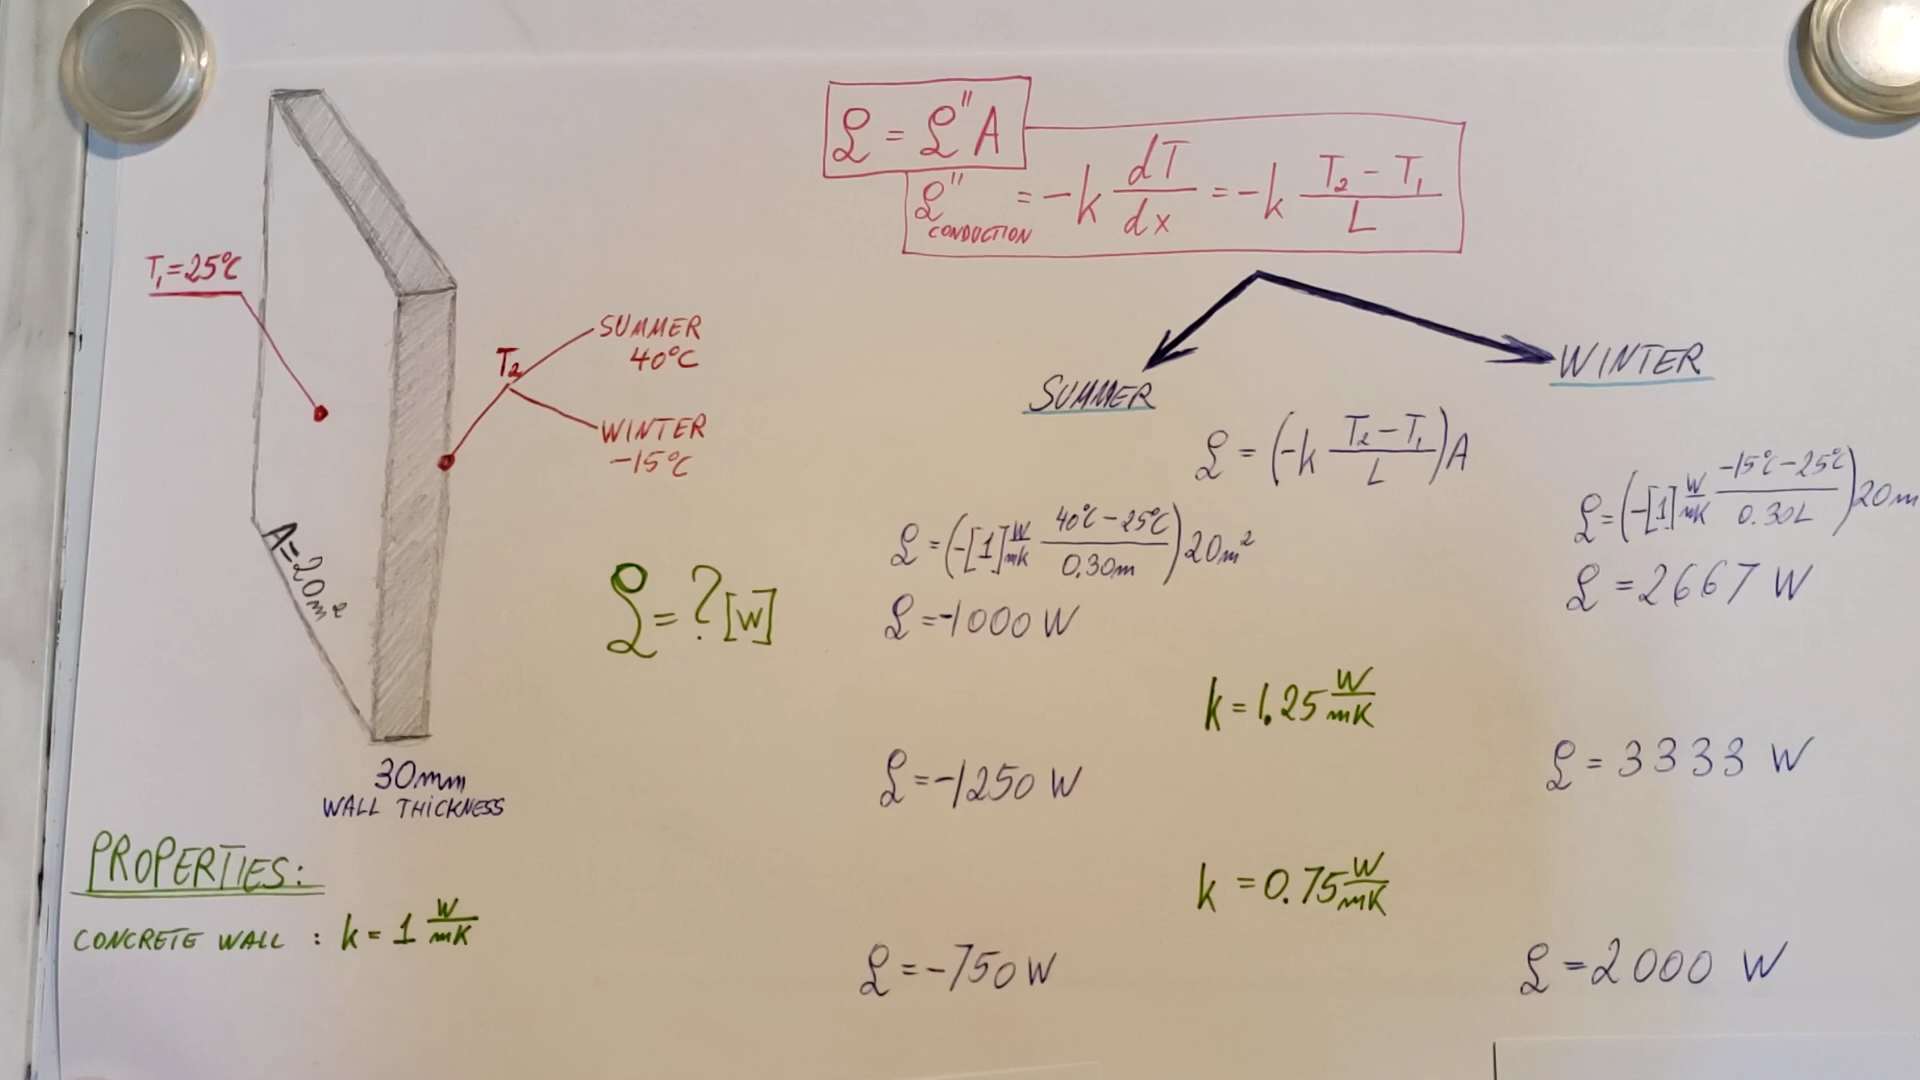 T₁=25°C
T₂
SUMMER
40°C
WINTER
-15°C
A=20m²
30mm
WALL THICKNESS
PROPERTIES:
CONCRETE WALL : k = 1 W/mK
Q = ? [W]
Q = Q'' A
Q''CONDUCTION = -k dT/dx = -k (T₂ - T₁)/L
SUMMER
WINTER
Q = (-k (T₂ - T₁)/L) A
Q = (-[1] W/mK (40°C - 25°C)/0.30m) 20m²
Q = -1000 W
Q = (-[1] W/mK (-15°C - 25°C)/0.30L) 20m
Q = 2667 W
k = 1.25 W/mK
Q = -1250 W
Q = 3333 W
k = 0.75 W/mK
Q = -750 W
Q = 2000 W